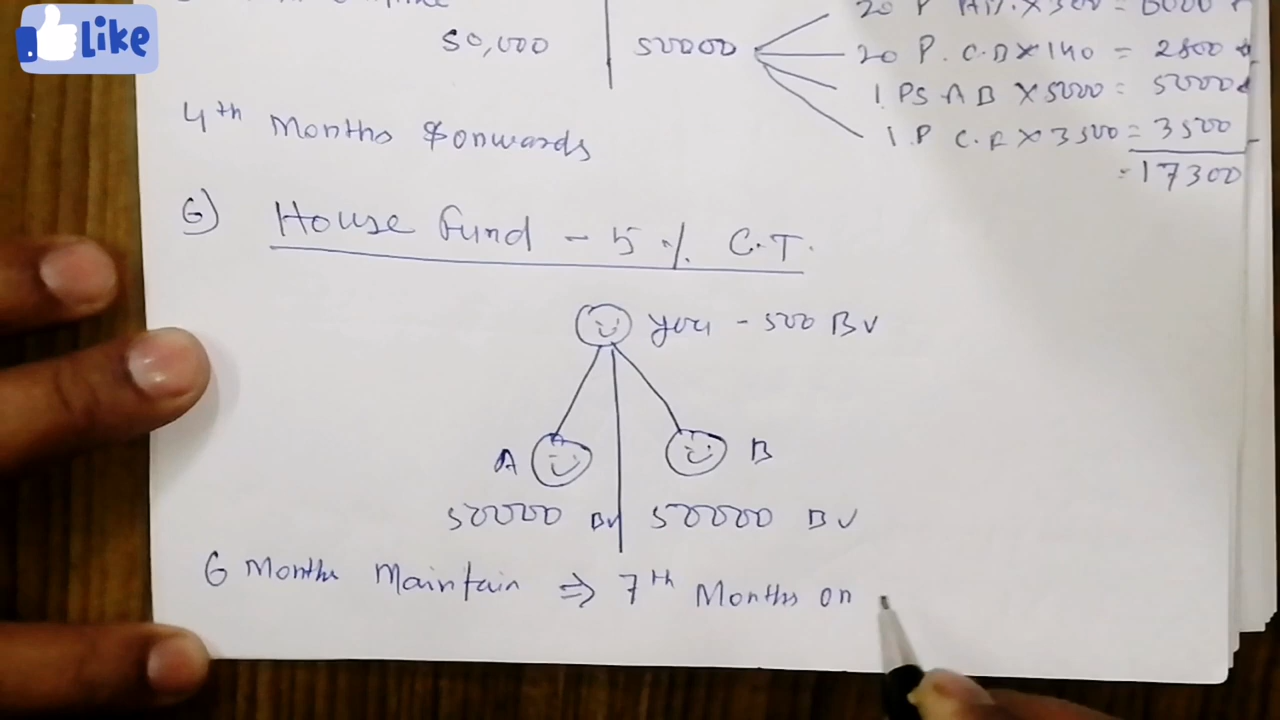 Like
20 P
50,000 50000 20 P. C.D X 140 = 2800
1 PS A B X 5000 = 5000
4th Months onwards
1.P C.F X 3500 = 3500
= 17300
6) House Fund - 5 % C.T.
You - 500 BV
A B
50000 BV 50000 BV
6 Months Maintain ⇒ 7th Months on